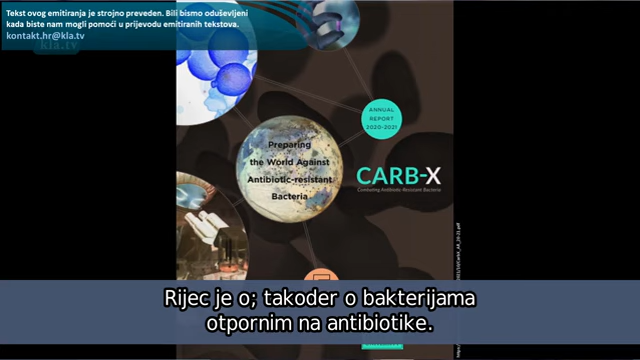 Tekst ovog emitiranja je strojno preveden. Bili bismo oduševljeni
kada biste nam mogli pomoći u prijevodu emitiranih tekstova.
kontakt.hr@kla.tv
kla.tv
ANNUAL
REPORT
2020-2021
Preparing
the World Against
Antibiotic-resistant
Bacteria
CARB-X
Combating Antibiotic-Resistant Bacteria
Rijec je o; takoder o bakterijama
otpornim na antibiotike.